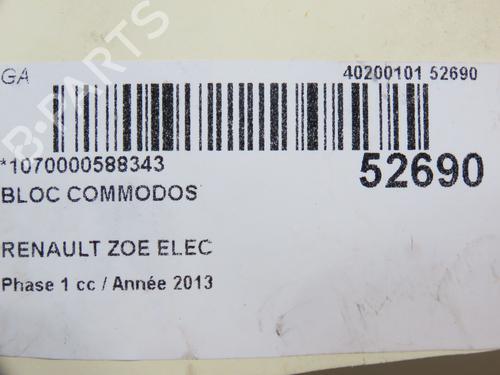 GA
40200101 52690
*1070000588343
52690
BLOC COMMODOS
RENAULT ZOE ELEC
Phase 1 cc / Année 2013
B-PARTS